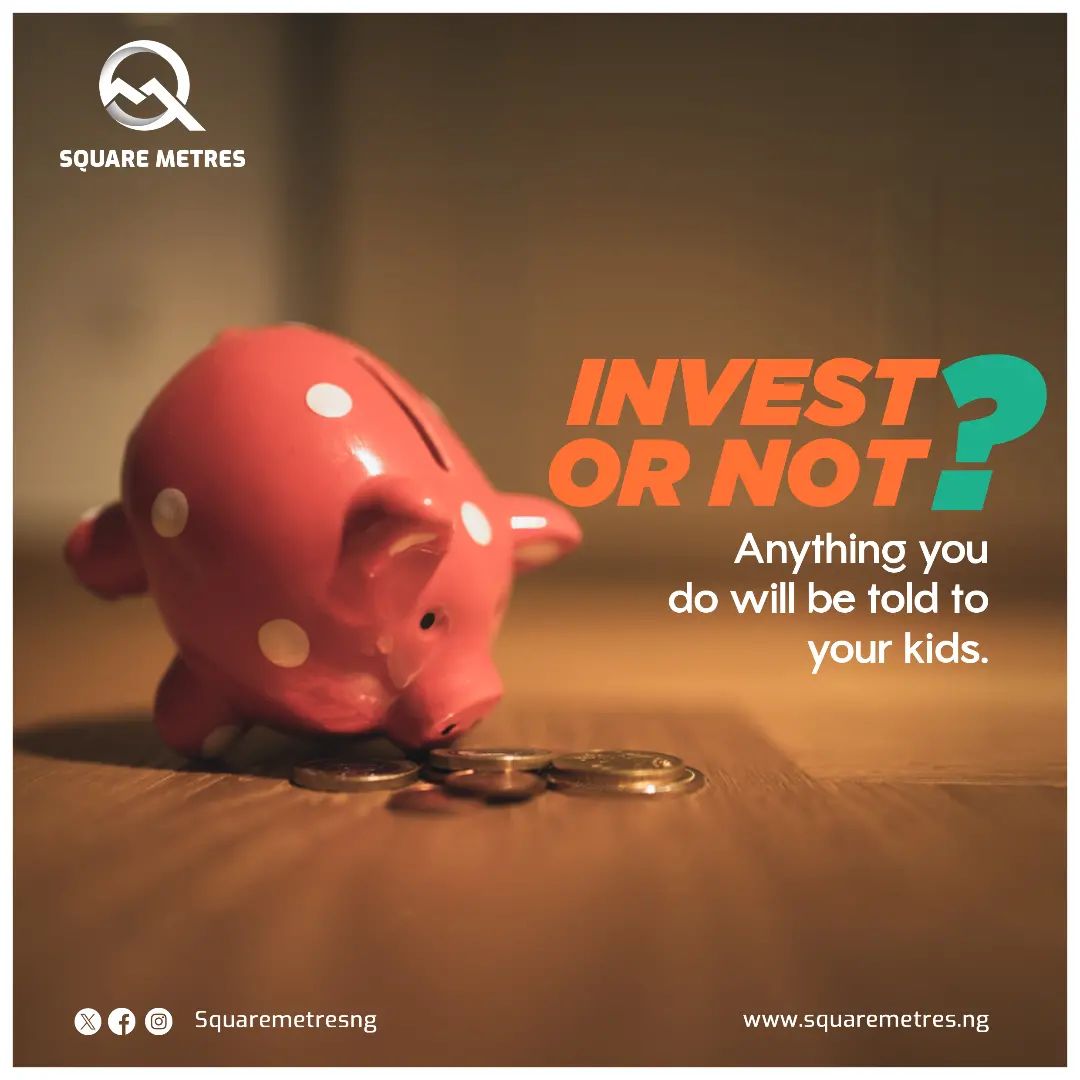 SQUARE METRES
INVEST
OR NOT?
Anything you
do will be told to
your kids.
Squaremetresng
www.squaremetres.ng